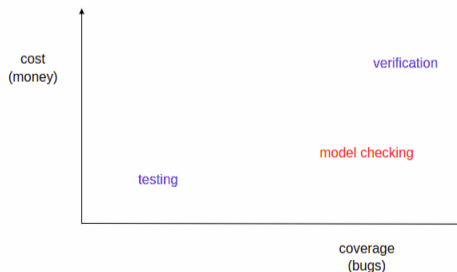 cost
(money)
verification
model checking
testing
coverage
(bugs)